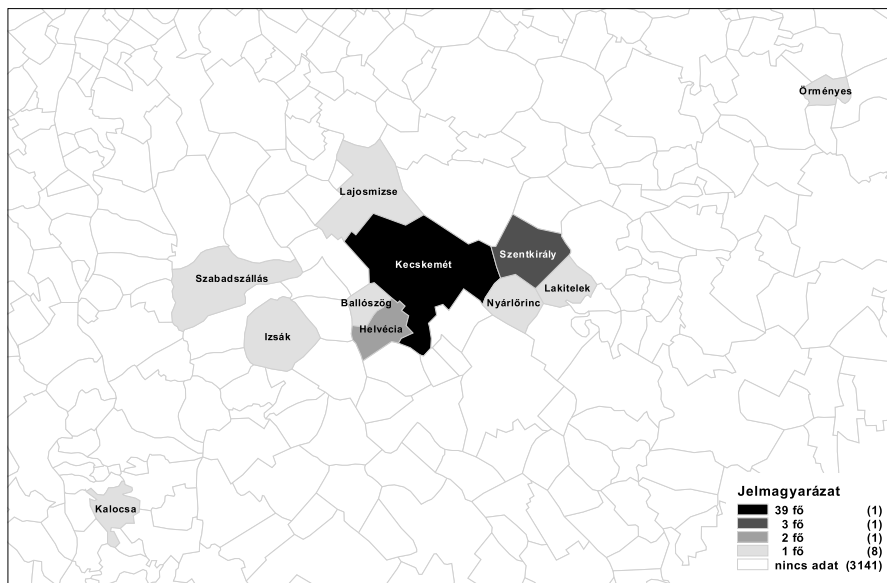 Örményes
Lajosmizse
Szentkirály
Kecskemét
Szabadszállás
Lakitelek
Ballószög
Nyárlőrinc
Helvécia
Izsák
Kalocsa
Jelmagyarázat
39 fő (1)
3 fő (1)
2 fő (1)
1 fő (8)
nincs adat (3141)